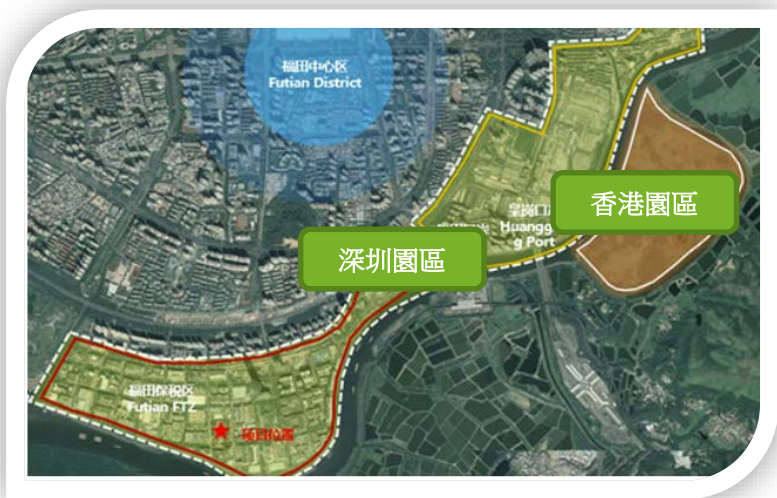 福田中心区
Futian District
香港園區
皇岗口
Huangg
g Port
深圳園區
福田保税区
Futian FTZ
项目位置